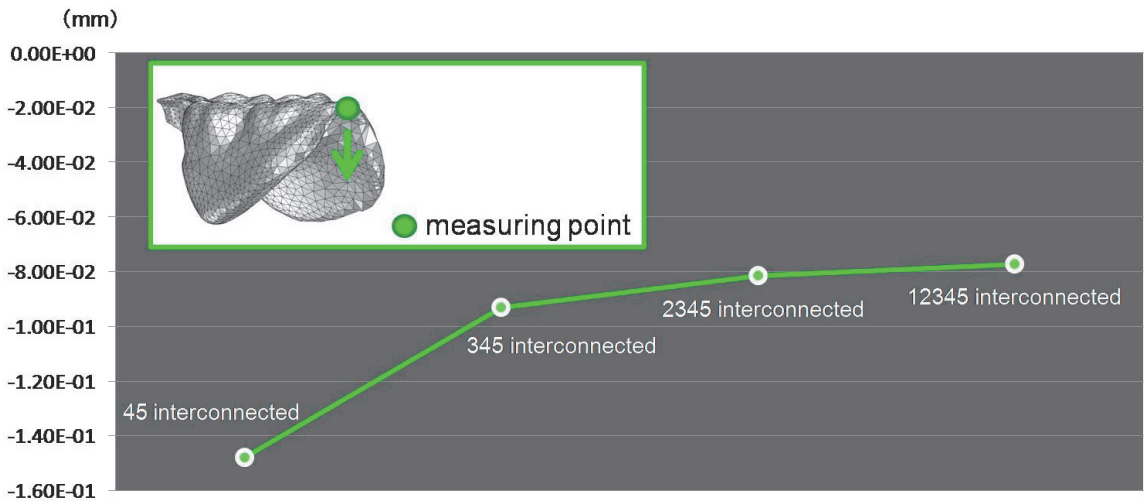 (mm)
0.00E+00
-2.00E-02
-4.00E-02
-6.00E-02
-8.00E-02
-1.00E-01
-1.20E-01
-1.40E-01
-1.60E-01
measuring point
45 interconnected
345 interconnected
2345 interconnected
12345 interconnected